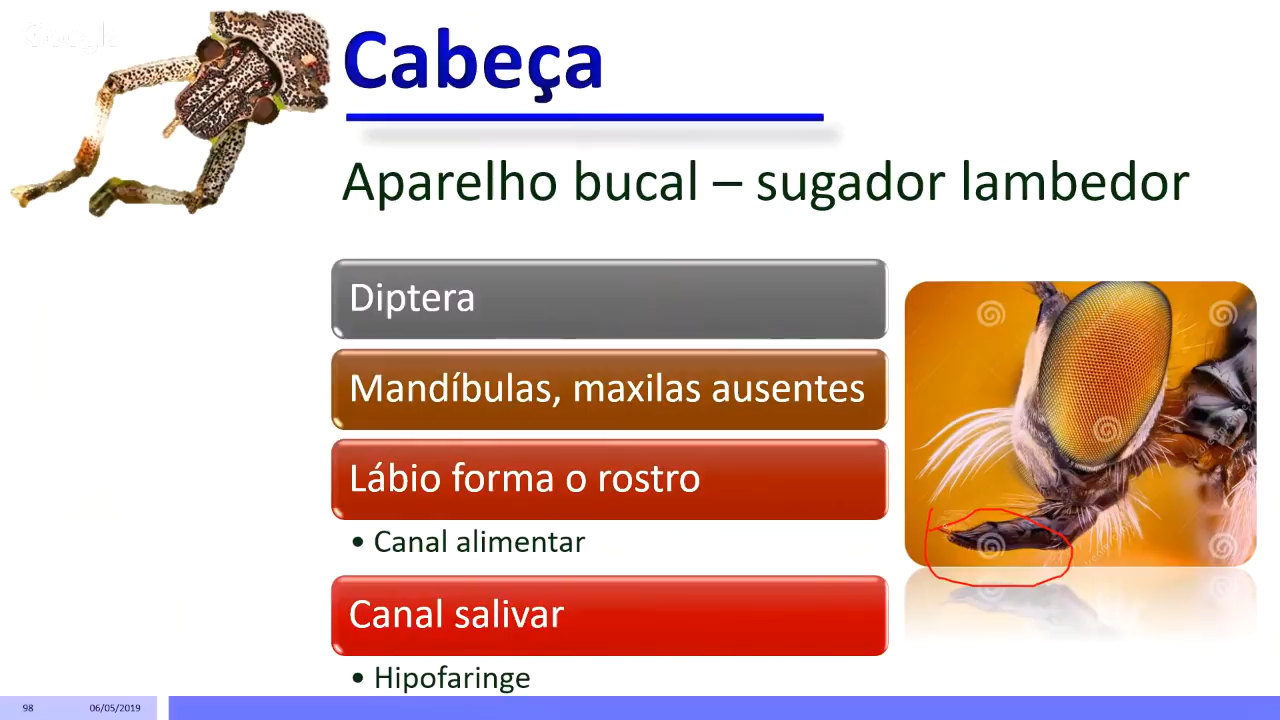 Google
Cabeça
Aparelho bucal – sugador lambedor
Diptera
Mandíbulas, maxilas ausentes
Lábio forma o rostro
• Canal alimentar
Canal salivar
• Hipofaringe
98
06/05/2019